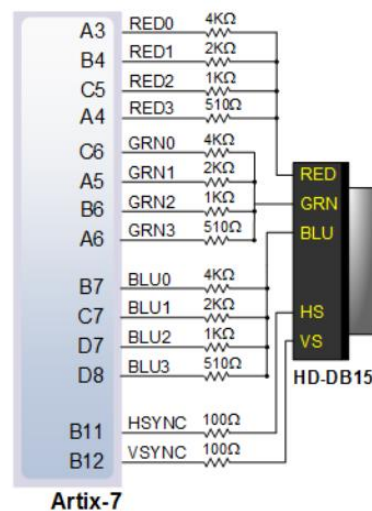 A3 RED0 4KΩ
B4 RED1 2KΩ
C5 RED2 1KΩ
A4 RED3 510Ω
C6 GRN0 4KΩ
A5 GRN1 2KΩ
B6 GRN2 1KΩ
A6 GRN3 510Ω
B7 BLU0 4KΩ
C7 BLU1 2KΩ
D7 BLU2 1KΩ
D8 BLU3 510Ω
B11 HSYNC 100Ω
B12 VSYNC 100Ω
RED
GRN
BLU
HS
VS
HD-DB15
Artix-7